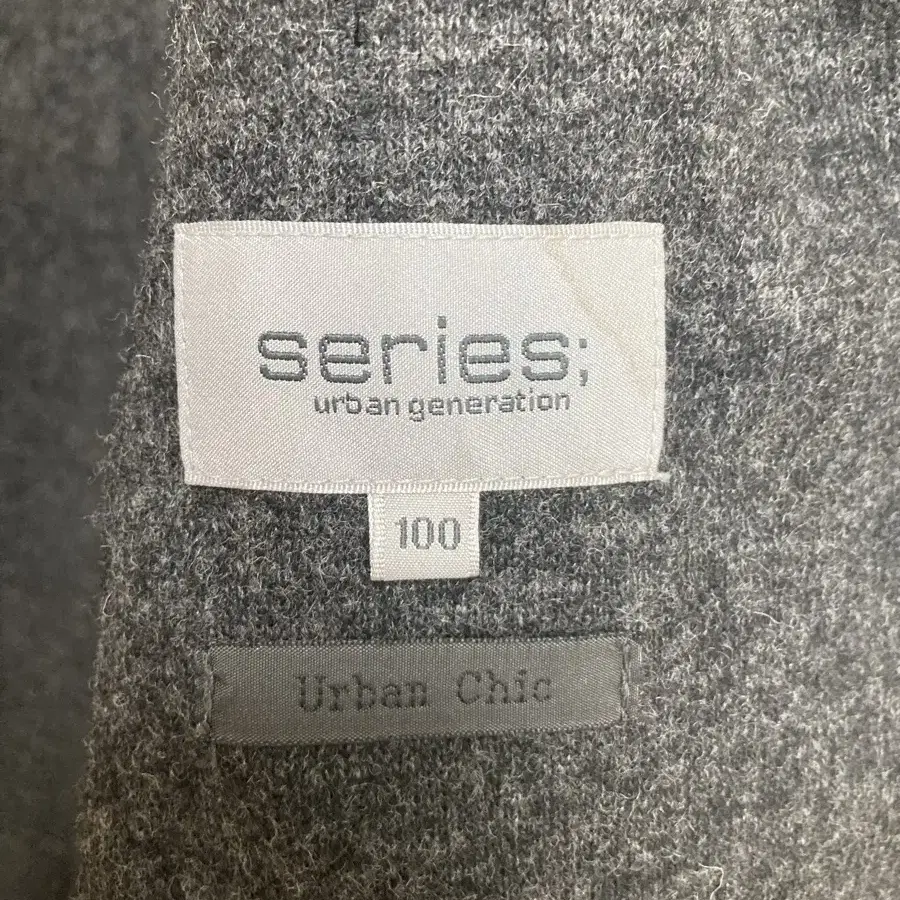 series;
urban generation
100
Urban Chic